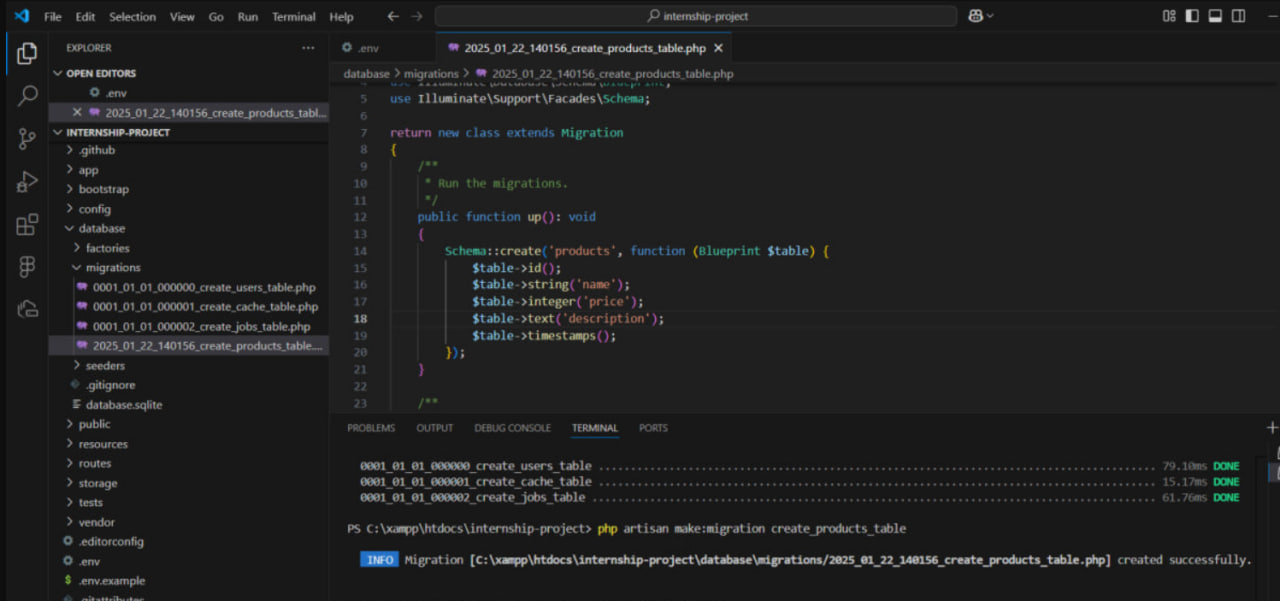 File Edit Selection View Go Run Terminal Help
internship-project
EXPLORER
OPEN EDITORS
.env
2025_01_22_140156_create_products_tabl...
INTERNSHIP-PROJECT
.github
app
bootstrap
config
database
factories
migrations
0001_01_01_000000_create_users_table.php
0001_01_01_000001_create_cache_table.php
0001_01_01_000002_create_jobs_table.php
2025_01_22_140156_create_products_table....
seeders
.gitignore
database.sqlite
public
resources
routes
storage
tests
vendor
.editorconfig
.env
.env.example
.gitattributes
.env
2025_01_22_140156_create_products_table.php
database > migrations > 2025_01_22_140156_create_products_table.php
4 use Illuminate\Database\Schema\Blueprint;
5 use Illuminate\Support\Facades\Schema;
6
7 return new class extends Migration
8 {
9 /**
10 * Run the migrations.
11 */
12 public function up(): void
13 {
14 Schema::create('products', function (Blueprint $table) {
15 $table->id();
16 $table->string('name');
17 $table->integer('price');
18 $table->text('description');
19 $table->timestamps();
20 });
21 }
22
23 /**
PROBLEMS OUTPUT DEBUG CONSOLE TERMINAL PORTS
0001_01_01_000000_create_users_table ........ 79.10ms DONE
0001_01_01_000001_create_cache_table ........ 15.17ms DONE
0001_01_01_000002_create_jobs_table ........ 61.76ms DONE
PS C:\xampp\htdocs\internship-project> php artisan make:migration create_products_table
INFO Migration [C:\xampp\htdocs\internship-project\database\migrations/2025_01_22_140156_create_products_table.php] created successfully.